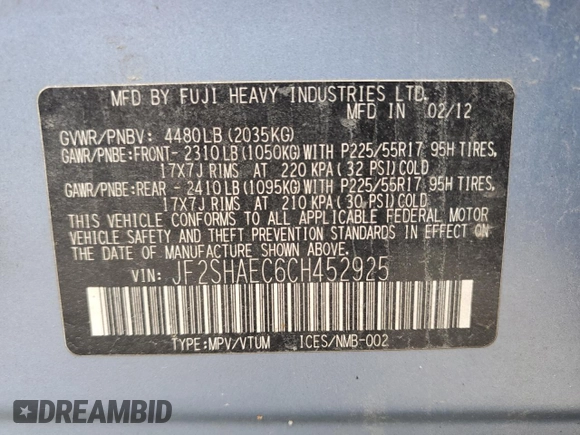 MFD BY FUJI HEAVY INDUSTRIES LTD.
MFD IN 02/12
GVWR/PNBV: 4480LB (2035KG)
GAWR/PNBE:FRONT- 2310LB (1050KG) WITH P225/55R17 95H TIRES,
17X7J RIMS AT 220 KPA ( 32 PSI) COLD
GAWR/PNBE:REAR - 2410LB (1095KG) WITH P225/55R17 95H TIRES,
17X7J RIMS AT 210 KPA ( 30 PSI) COLD
THIS VEHICLE CONFORMS TO ALL APPLICABLE FEDERAL MOTOR
VEHICLE SAFETY AND THEFT PREVENTION STANDARDS IN EFFECT ON
THE DATE OF MANUFACTURE SHOWN ABOVE.
VIN: JF2SHAEC6CH452925
TYPE:MPV/VTUM ICES/NMB-002
DREAMBID